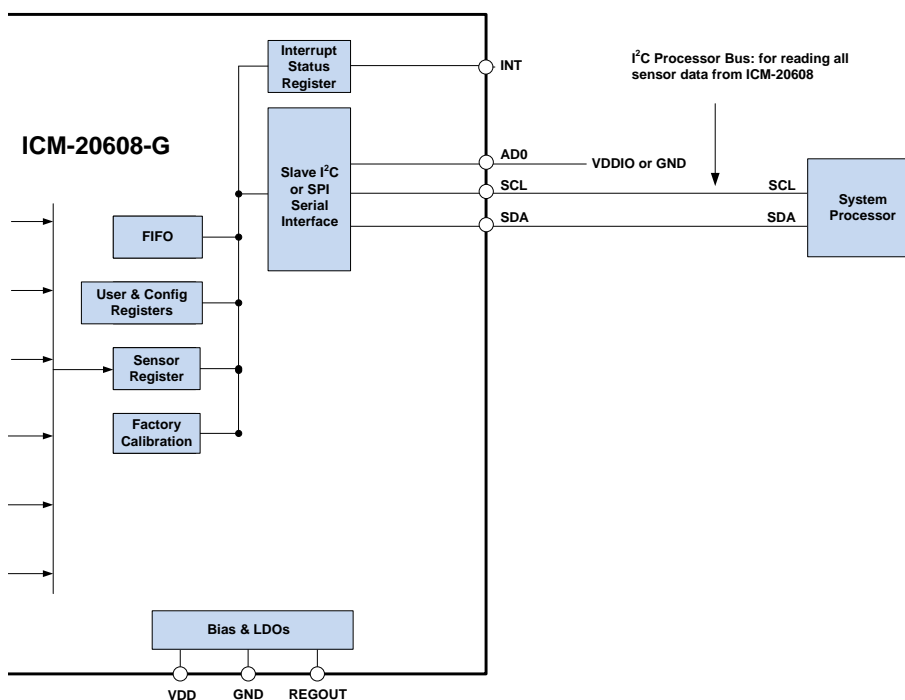 Interrupt
Status
Register
INT
I²C Processor Bus: for reading all
sensor data from ICM-20608
ICM-20608-G
Slave I²C
or SPI
Serial
Interface
AD0
VDDIO or GND
SCL
SCL
SDA
SDA
System
Processor
FIFO
User & Config
Registers
Sensor
Register
Factory
Calibration
Bias & LDOs
VDD
GND
REGOUT